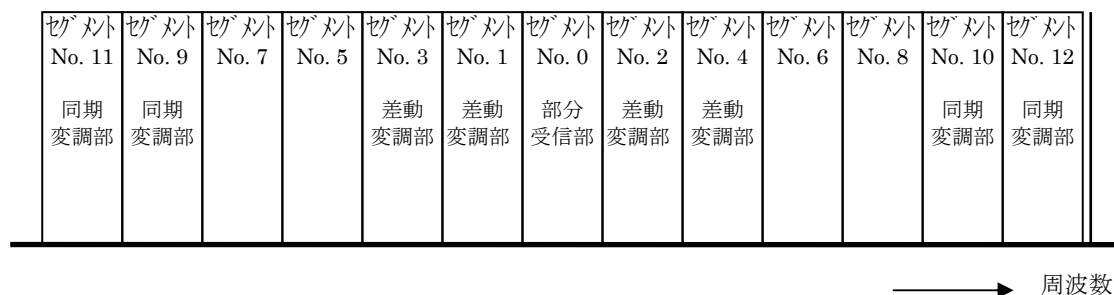 セグメント セグメント セグメント セグメント セグメント セグメント セグメント セグメント セグメント セグメント セグメント セグメント セグメント
No. 11 No. 9 No. 7 No. 5 No. 3 No. 1 No. 0 No. 2 No. 4 No. 6 No. 8 No. 10 No. 12
同期 同期 差動 差動 部分 差動 差動 同期 同期
変調部 変調部 変調部 変調部 受信部 変調部 変調部 変調部 変調部
周波数